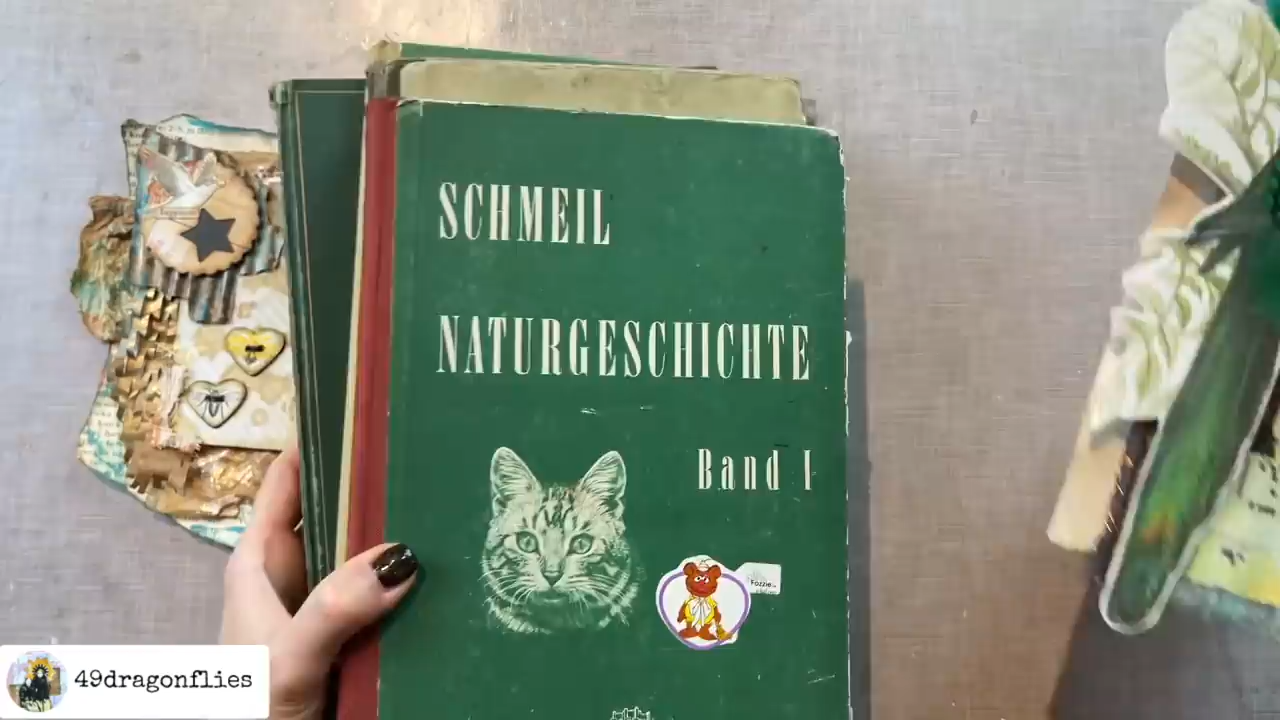 SCHMEIL
NATURGESCHICHTE
Band I
Fozzie
49dragonflies